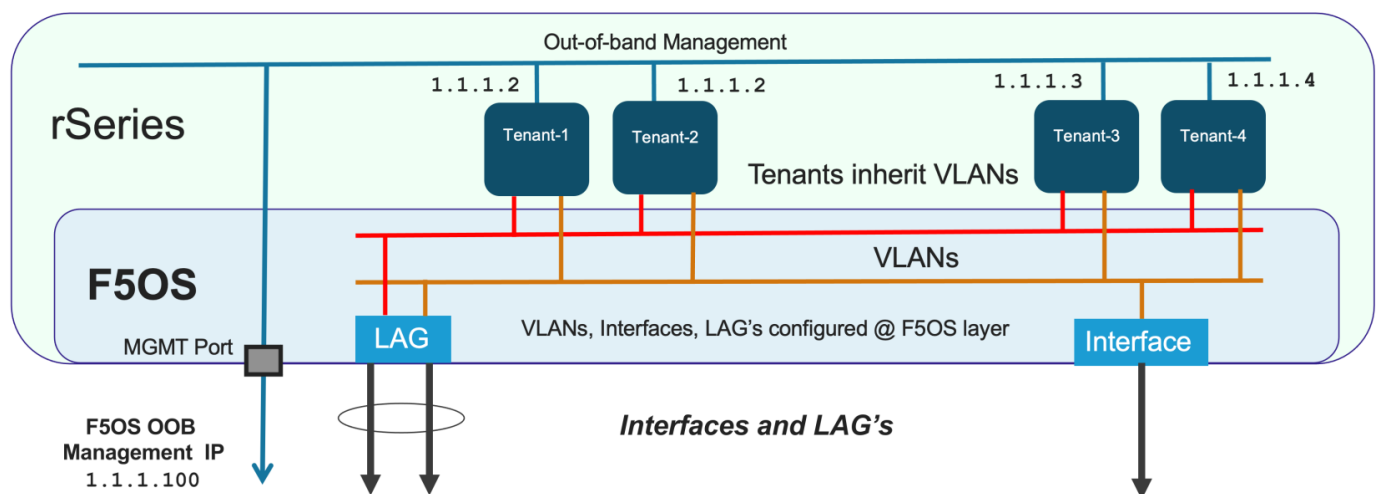 Out-of-band Management
1.1.1.2
1.1.1.2
1.1.1.3
1.1.1.4
rSeries
Tenant-1
Tenant-2
Tenant-3
Tenant-4
Tenants inherit VLANs
F5OS
VLANs
LAG
VLANs, Interfaces, LAG's configured @ F5OS layer
Interface
MGMT Port
F5OS OOB
Management IP
1.1.1.100
Interfaces and LAG's